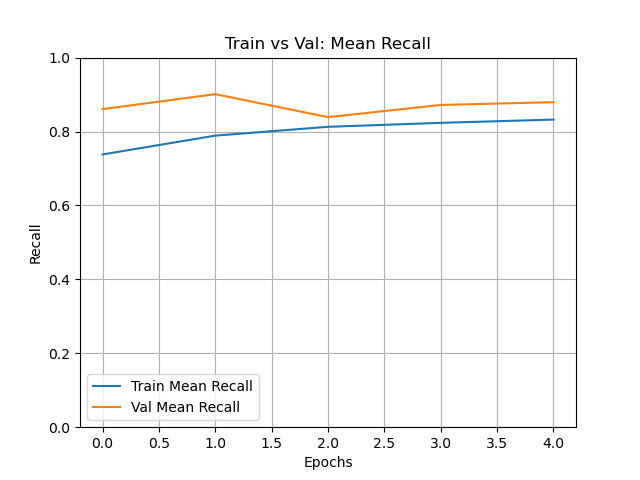 Train vs Val: Mean Recall
1.0
0.8
0.6
0.4
0.2
0.0
Recall
Train Mean Recall
Val Mean Recall
0.0 0.5 1.0 1.5 2.0 2.5 3.0 3.5 4.0
Epochs